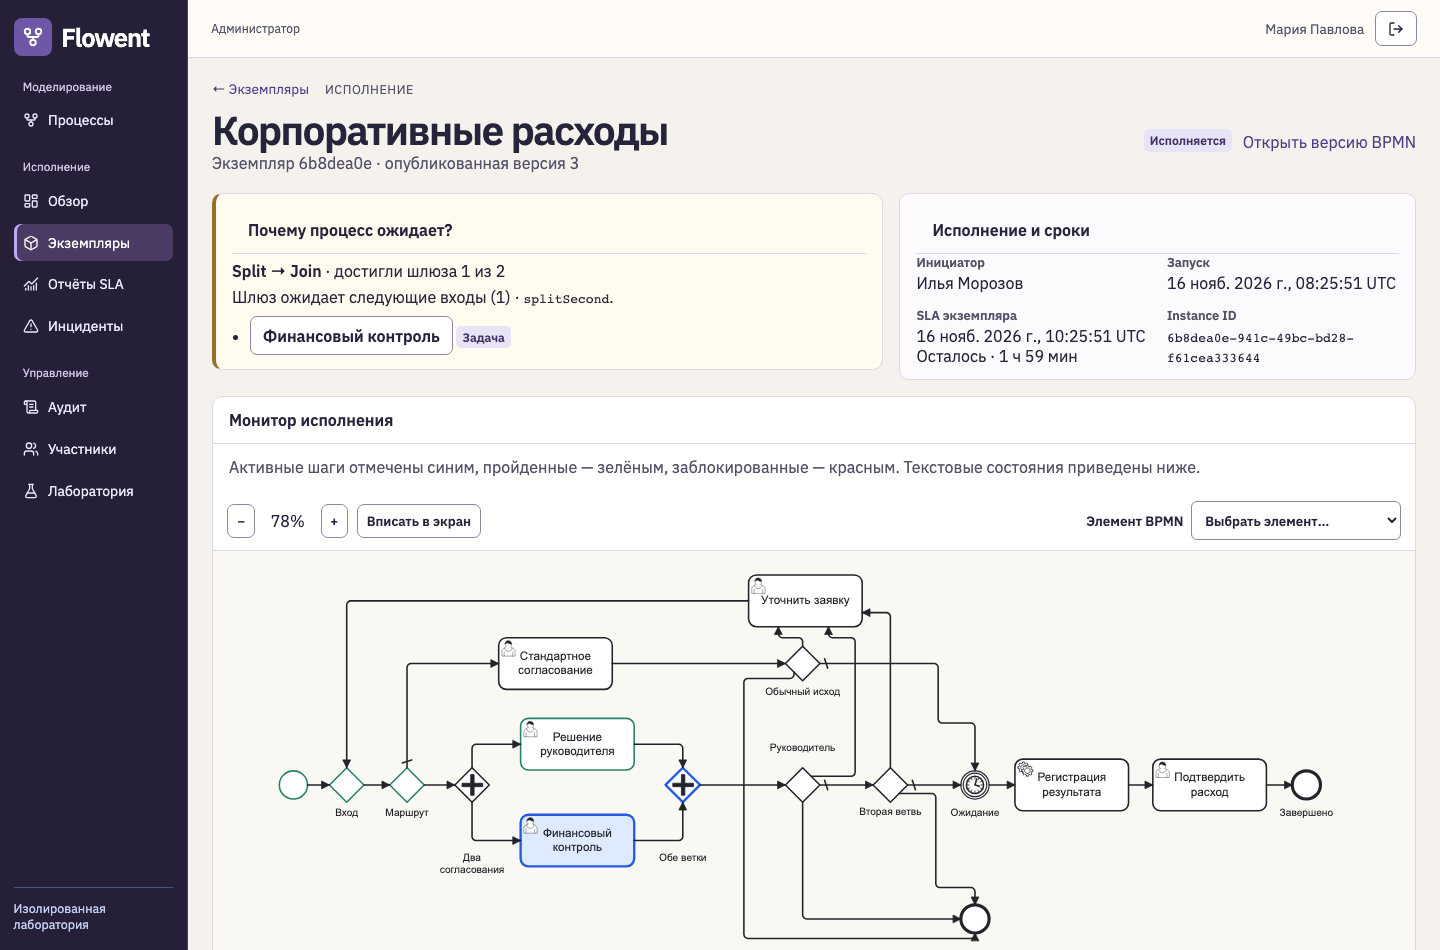 Flowent
Моделирование
Процессы
Исполнение
Обзор
Экземпляры
Отчёты SLA
Инциденты
Управление
Аудит
Участники
Лаборатория
Изолированная
лаборатория
Администратор
Мария Павлова
← Экземпляры ИСПОЛНЕНИЕ
Корпоративные расходы
Экземпляр 6b8dea0e · опубликованная версия 3
Исполняется Открыть версию BPMN
Почему процесс ожидает?
Split → Join · достигли шлюза 1 из 2
Шлюз ожидает следующие входы (1) · splitSecond.
• Финансовый контроль Задача
Исполнение и сроки
Инициатор
Илья Морозов
Запуск
16 нояб. 2026 г., 08:25:51 UTC
SLA экземпляра
16 нояб. 2026 г., 10:25:51 UTC
Осталось · 1 ч 59 мин
Instance ID
6b8dea0e-941c-49bc-bd28-
f61cea333644
Монитор исполнения
Активные шаги отмечены синим, пройденные — зелёным, заблокированные — красным. Текстовые состояния приведены ниже.
− 78% + Вписать в экран
Элемент BPMN Выбрать элемент...
Уточнить заявку
Стандартное
согласование
Обычный исход
Решение
руководителя
Руководитель
Вход
Маршрут
Два
согласования
Финансовый
контроль
Обе ветки
Вторая ветвь
Ожидание
Регистрация
результата
Подтвердить
расход
Завершено